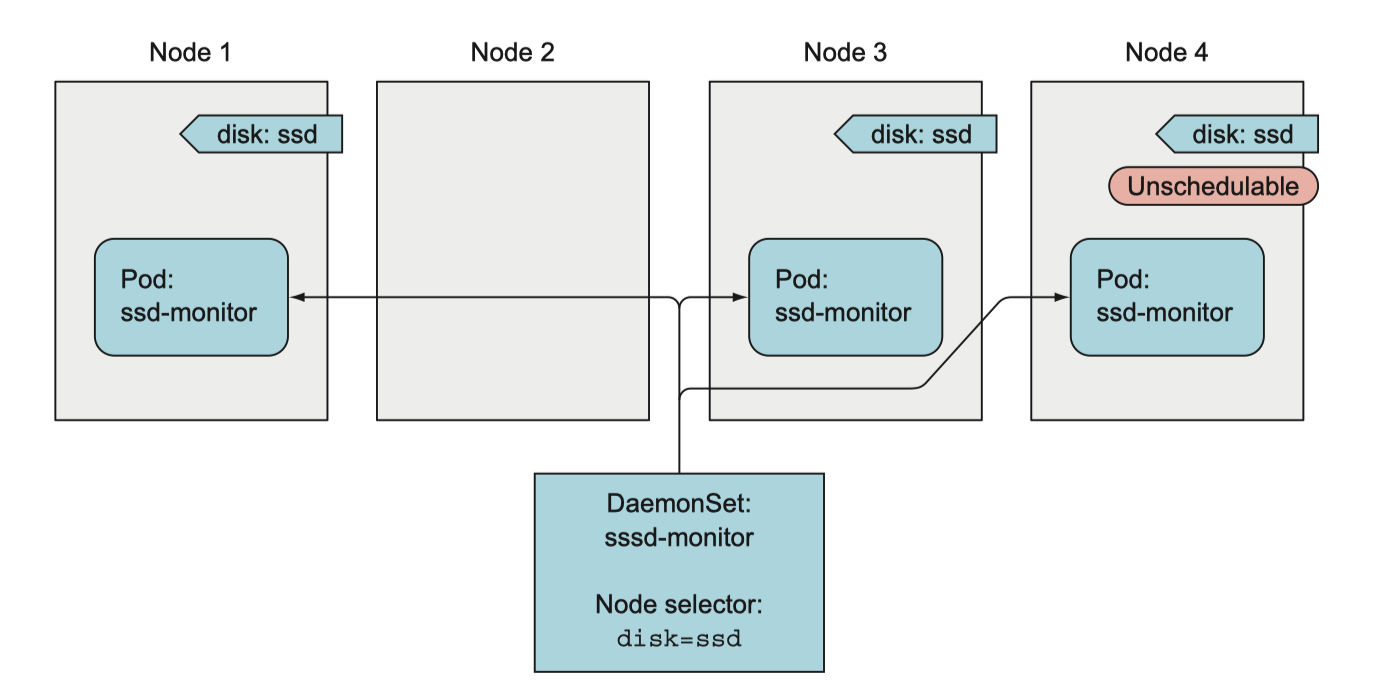 Node 1
Node 2
Node 3
Node 4
disk: ssd
disk: ssd
disk: ssd
Unschedulable
Pod:
ssd-monitor
Pod:
ssd-monitor
Pod:
ssd-monitor
DaemonSet:
sssd-monitor
Node selector:
disk=ssd